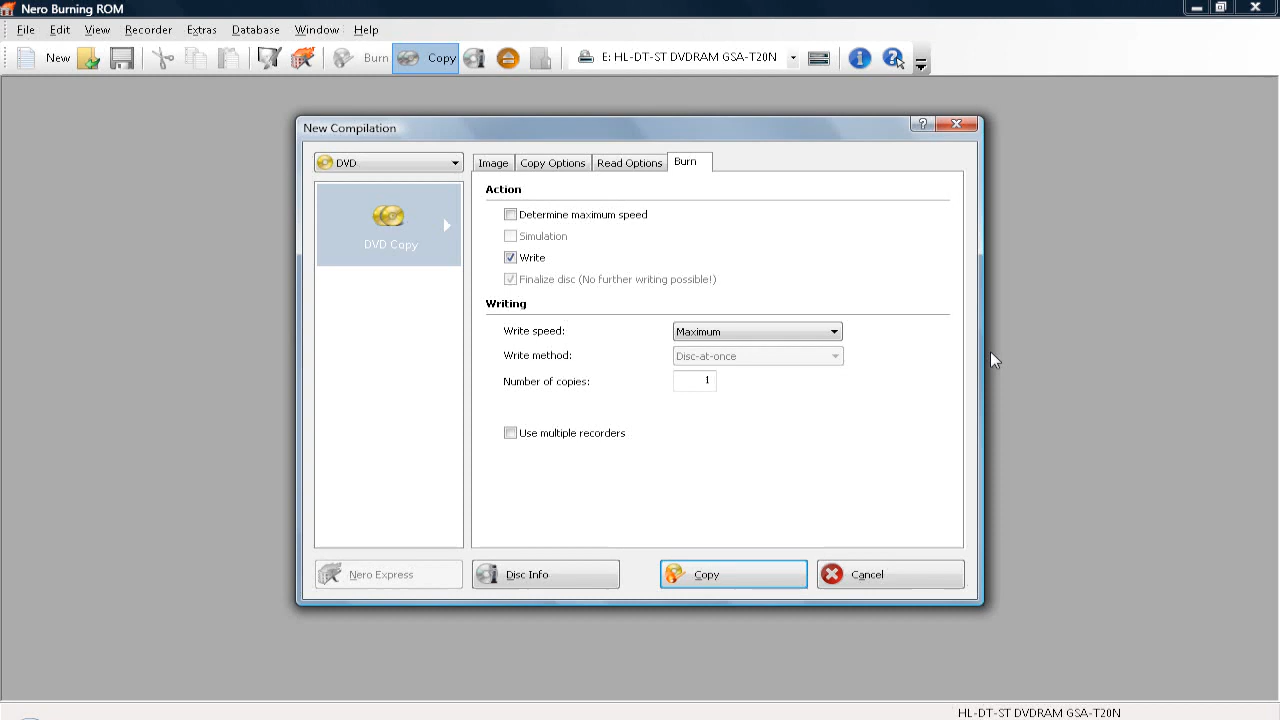 Nero Burning ROM
File Edit View Recorder Extras Database Window Help
New Burn Copy E: HL-DT-ST DVDRAM GSA-T20N
New Compilation
DVD
DVD Copy
Image Copy Options Read Options Burn
Action
Determine maximum speed
Simulation
Write
Finalize disc (No further writing possible!)
Writing
Write speed: Maximum
Write method: Disc-at-once
Number of copies: 1
Use multiple recorders
Nero Express Disc Info Copy Cancel
HL-DT-ST DVDRAM GSA-T20N